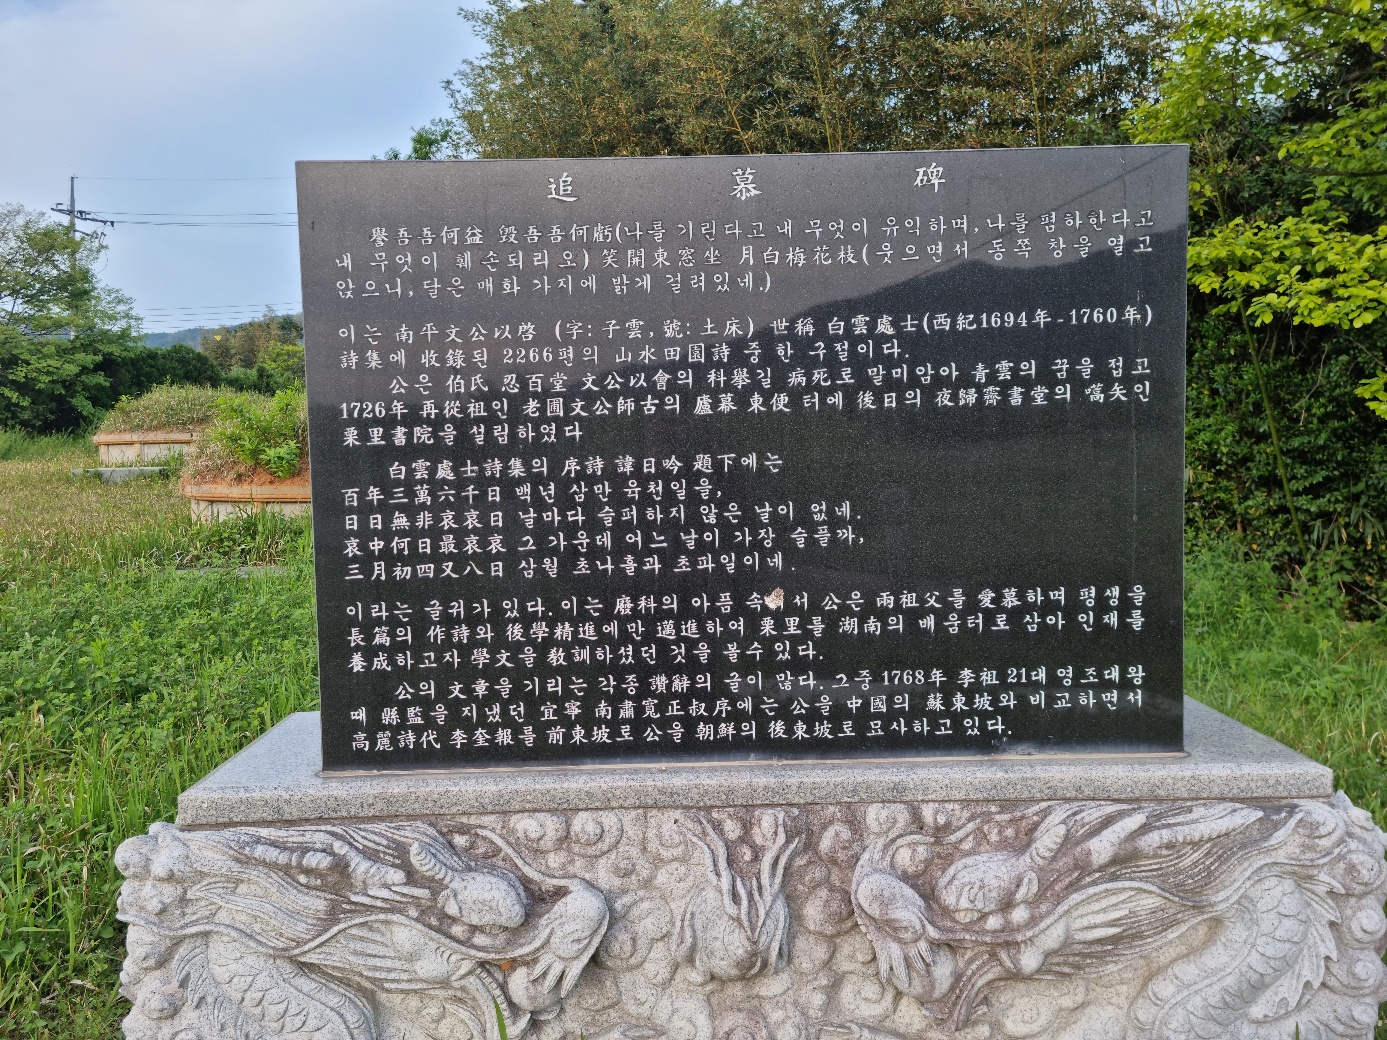 追 慕 碑
譽吾吾何益 毁吾吾何虧(나를 기린다고 내 무엇이 유익하며, 나를 폄하한다고
내 무엇이 훼손되리오) 笑開東窓坐 月白梅花枝(웃으면서 동쪽 창을 열고
앉으니, 달은 매화 가지에 밝게 걸려있네.)
이는 南平文公以啓 (字: 子雲, 號: 土床) 世稱 白雲處士(西紀1694年-1760年)
詩集에 收錄된 2266편의 山水田園詩 중 한 구절이다.
公은 伯氏 忍百堂 文公以會의 科擧길 病死로 말미암아 靑雲의 꿈을 접고
1726年 再從祖인 老圃文公師古의 廬幕 東便 터에 後日의 夜歸齋書堂의 嚆矢인
栗里書院을 설립하였다
白雲處士詩集의 序詩 諱日吟 題下에는
百年三萬六千日 백년 삼만 육천일을,
日日無非哀哀日 날마다 슬퍼하지 않은 날이 없네.
哀中何日最哀哀 그 가운데 어느 날이 가장 슬플까,
三月初四又八日 삼월 초나흘과 초파일이네.
이라는 글귀가 있다. 이는 廢科의 아픔 속 서 公은 兩祖父를 愛慕하며 평생을
長篇의 作詩와 後學精進에만 邁進하여 栗里를 湖南의 배움터로 삼아 인재를
養成하고자 學文을 敎訓하셨던 것을 볼수 있다.
公의 文章을 기리는 각종 讚辭의 글이 많다. 그중 1768年 李祖 21대 영조대왕
때 縣監을 지냈던 宜寧 南肅寬正叔序에는 公을 中國의 蘇東坡와 비교하면서
高麗詩代 李奎報를 前東坡로 公을 朝鮮의 後東坡로 묘사하고 있다.